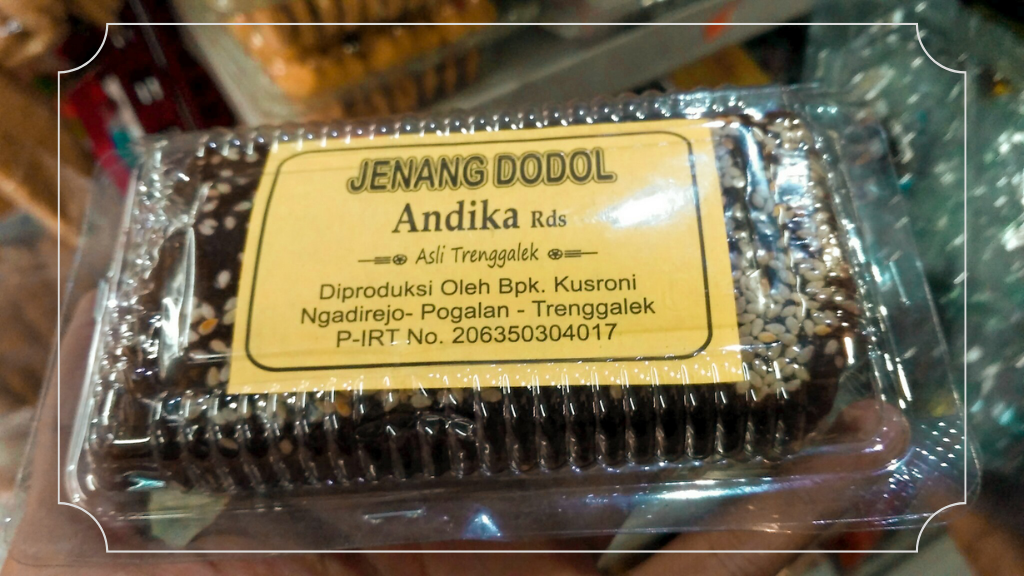 JENANG DODOL
Andika Rds
Asli Trenggalek
Diproduksi Oleh Bpk. Kusroni
Ngadirejo- Pogalan - Trenggalek
P-IRT No. 206350304017